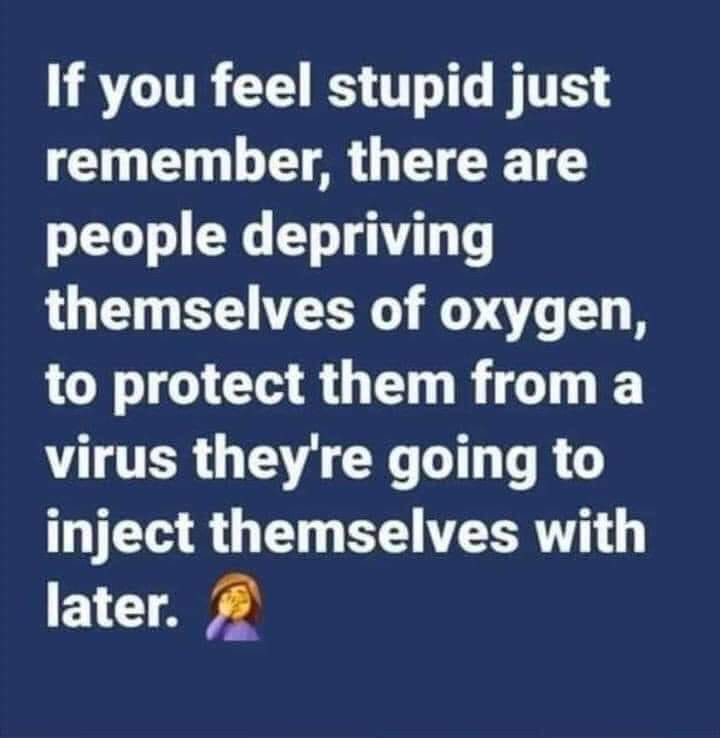 If you feel stupid just
remember, there are
people depriving
themselves of oxygen,
to protect them from a
virus they're going to
inject themselves with
later. 🤦‍♀️